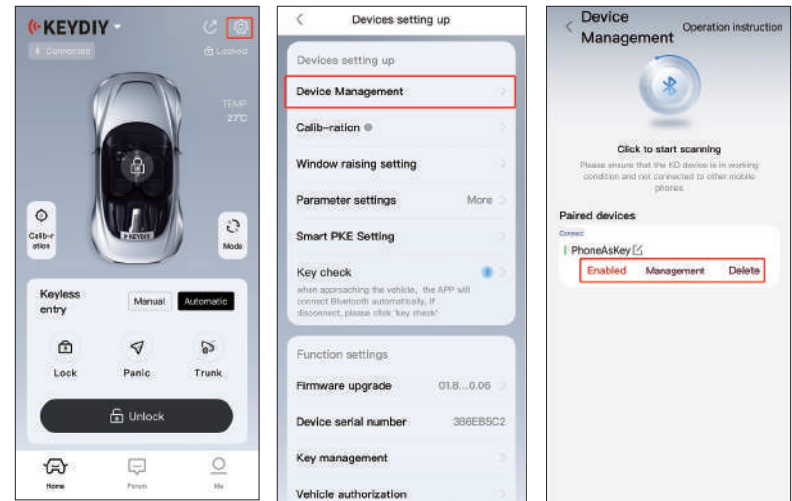 KEYDIY
Connected
Locked
TEMP
27°C
Calib-r
ation
KEYDIY
Mode
Keyless
entry
Manual
Automatic
Lock
Panic
Trunk
Unlock
Home
Forum
Me
Devices setting up
Devices setting up
Device Management
Calib-ration
Window raising setting
Parameter settings
More
Smart PKE Setting
Key check
when approaching the vehicle, the APP will
connect Bluetooth automatically, If
disconnect, please click 'key check'
Function settings
Firmware upgrade
01.8...0.06
Device serial number
386EB5C2
Key management
Vehicle authorization
Device
Management
Operation instruction
Click to start scanning
Please ensure that the KD device is in working
condition and not connected to other mobile
phones
Paired devices
Connect
PhoneAsKey
Enabled
Management
Delete